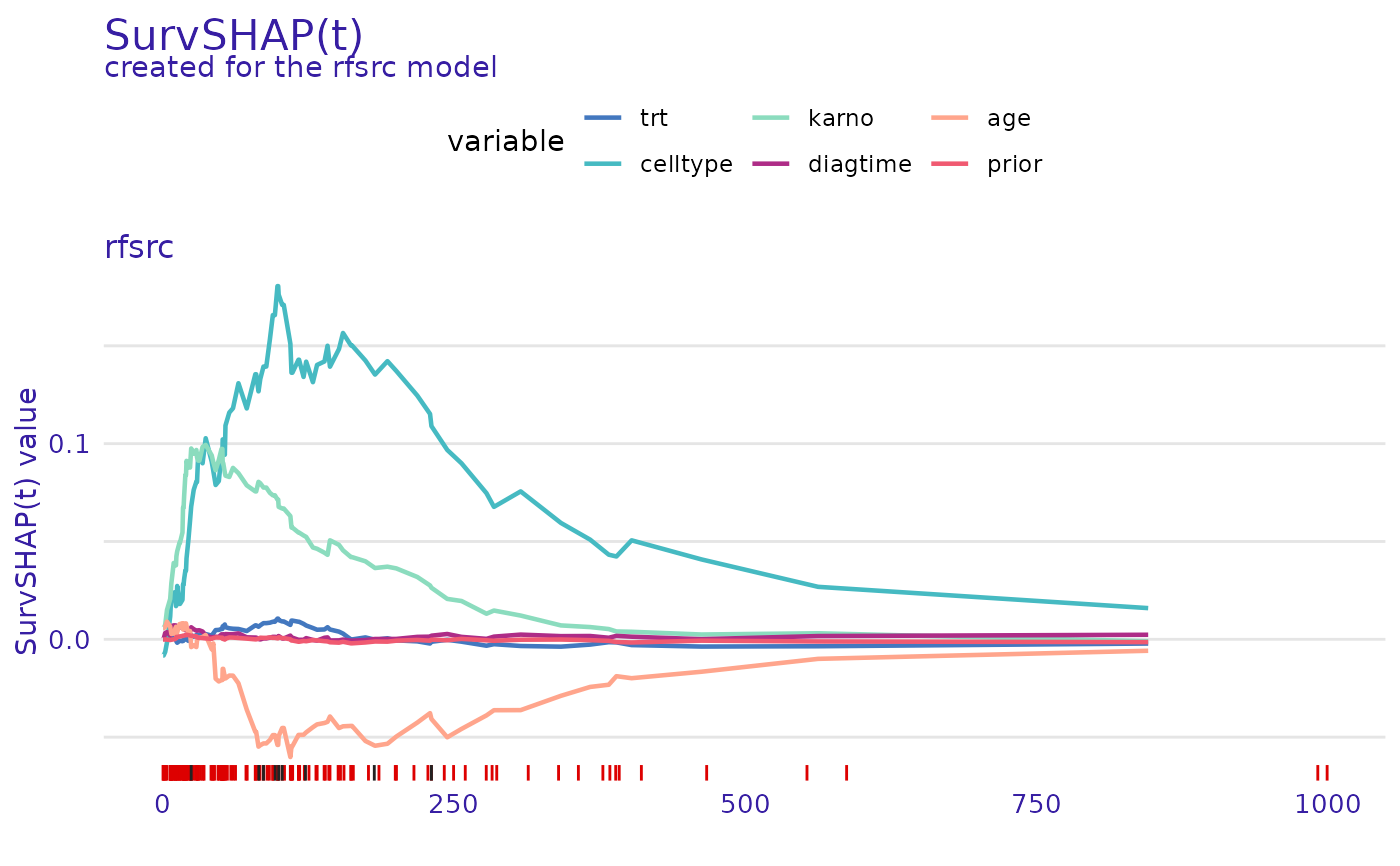 SurvSHAP(t)
created for the rfsrc model
variable
trt
karno
age
celltype
diagtime
prior
rfsrc
SurvSHAP(t) value
0.1
0.0
0
250
500
750
1000